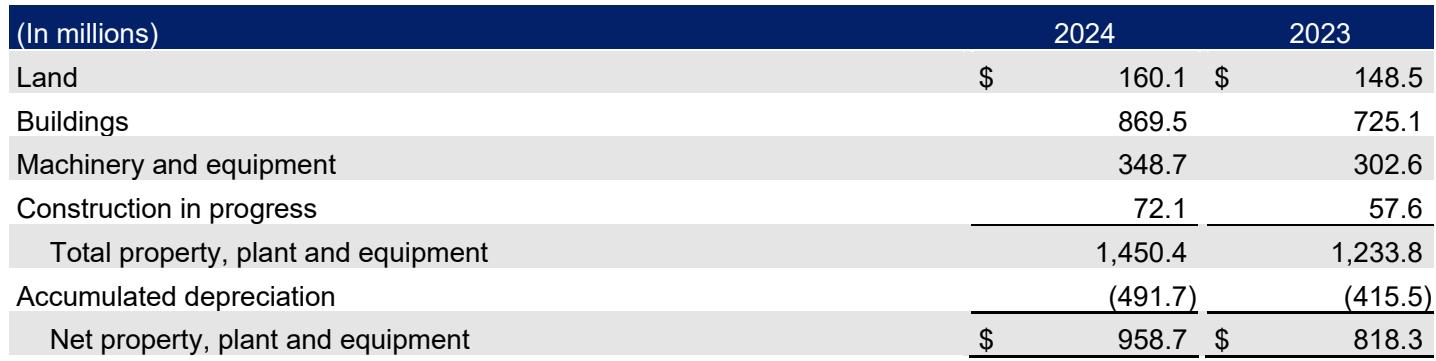 (In millions) 2024 2023
Land $ 160.1 $ 148.5
Buildings 869.5 725.1
Machinery and equipment 348.7 302.6
Construction in progress 72.1 57.6
Total property, plant and equipment 1,450.4 1,233.8
Accumulated depreciation (491.7) (415.5)
Net property, plant and equipment $ 958.7 $ 818.3